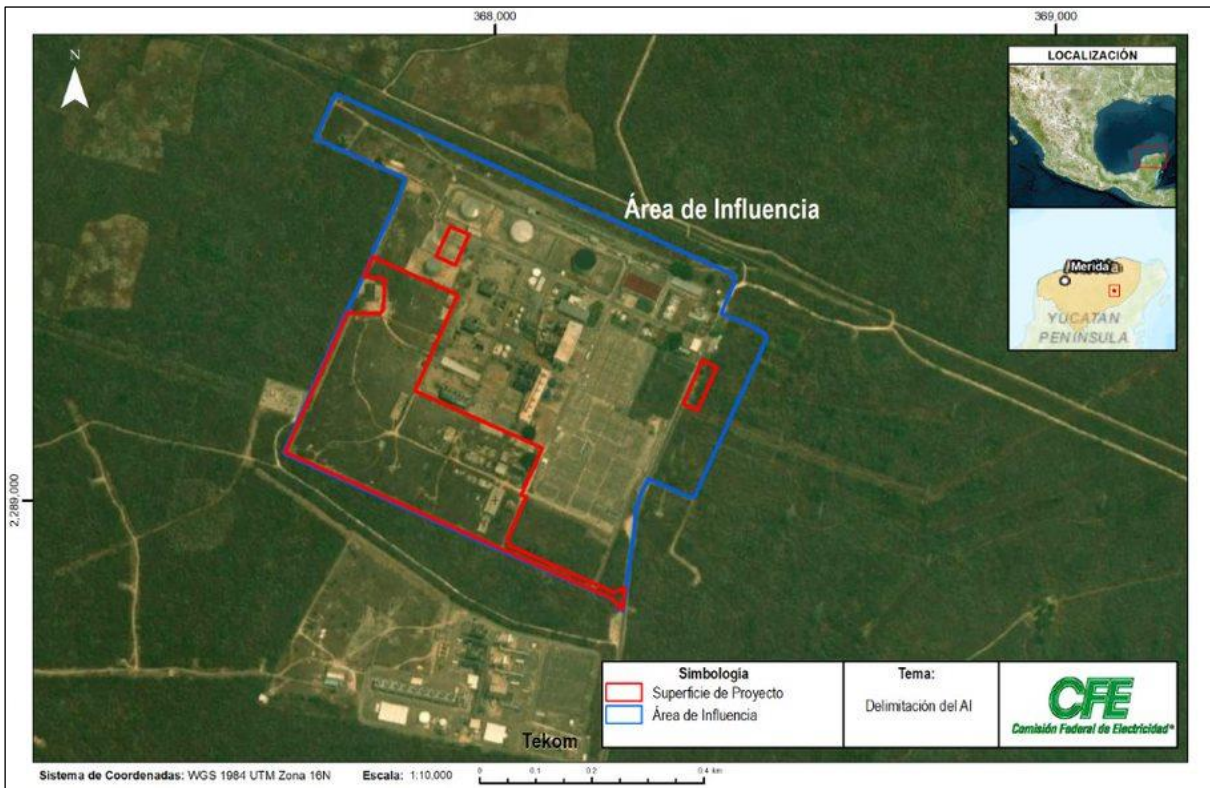 368,000
369,000
N
LOCALIZACIÓN
Merida
YUCATAN
PENINSULA
Área de Influencia
2,289,000
Simbología
Superficie de Proyecto
Área de Influencia
Tema:
Delimitación del AI
CFE
Comisión Federal de Electricidad®
Tekom
Sistema de Coordenadas: WGS 1984 UTM Zona 16N
Escala: 1:10,000
0 0.1 0.2 0.4 km